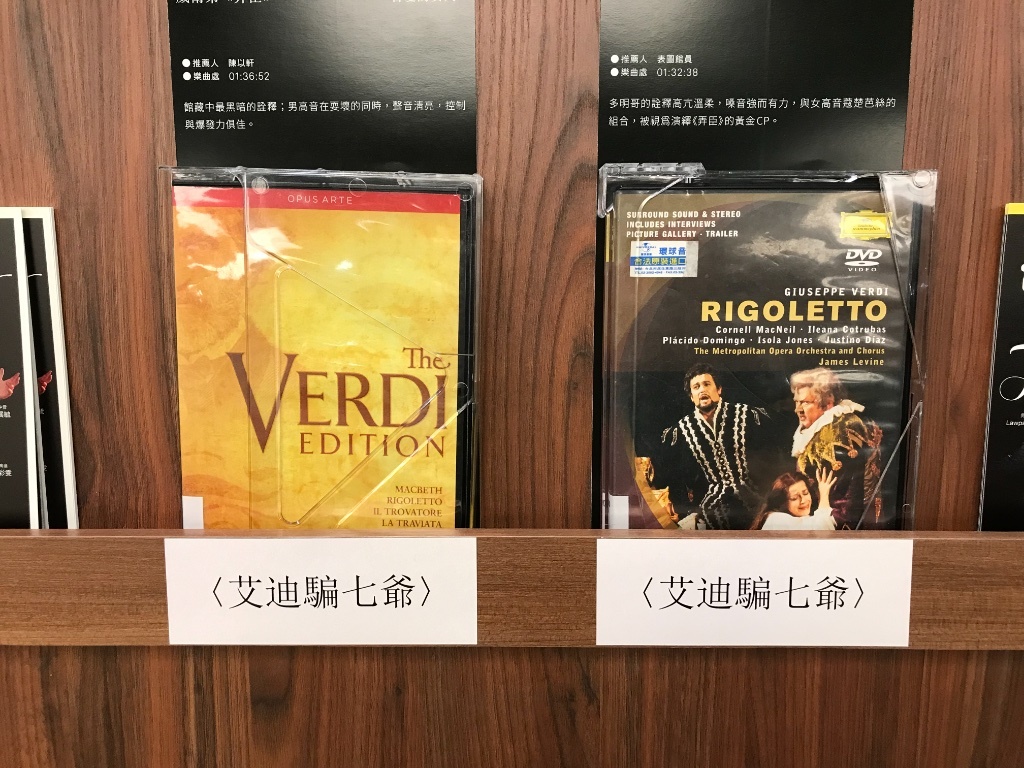 ●推薦人 陳以軒
●樂曲處 01:36:52
館藏中最黑暗的詮釋；男高音在耍壞的同時，聲音清亮，控制
與爆發力俱佳。
●推薦人 表圖館員
●樂曲處 01:32:38
多明哥的詮釋高亢溫柔，嗓音強而有力，與女高音蔻楚芭絲的
組合，被視為演繹《弄臣》的黃金CP。
OPUS ARTE
The
VERDI
EDITION
MACBETH
RIGOLETTO
IL TROVATORE
LA TRAVIATA
SURROUND SOUND & STEREO
INCLUDES INTERVIEWS
PICTURE GALLERY · TRAILER
環球音
合法原裝進口
DVD
VIDEO
GIUSEPPE VERDI
RIGOLETTO
Cornell MacNeil · Ileana Cotrubas
Plácido Domingo · Isola Jones · Justino Díaz
The Metropolitan Opera Orchestra and Chorus
James Levine
〈艾迪騙七爺〉
〈艾迪騙七爺〉